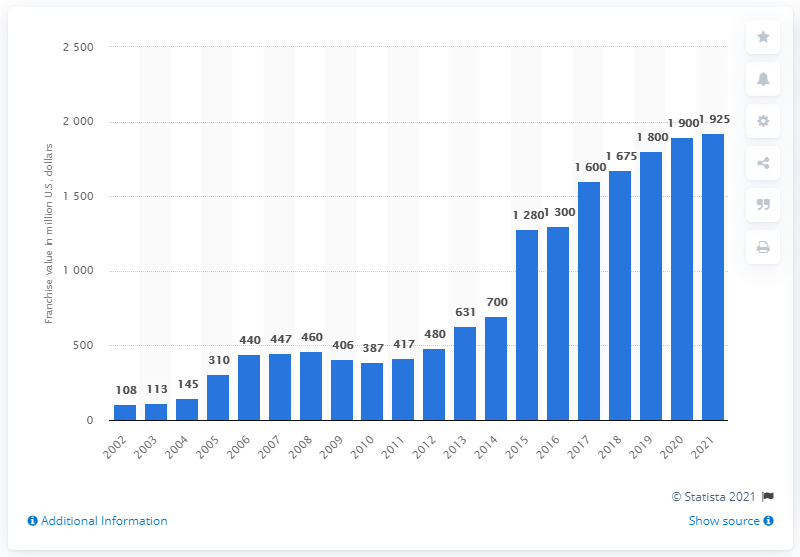 Franchise value in million U.S. dollars
2 500
2 000
1 500
1 000
500
0
108 113 145 310 440 447 460 406 387 417 480 631 700 1 280 1 300 1 600 1 675 1 800 1 900 1 925
2002 2003 2004 2005 2006 2007 2008 2009 2010 2011 2012 2013 2014 2015 2016 2017 2018 2019 2020 2021
© Statista 2021
Additional Information
Show source